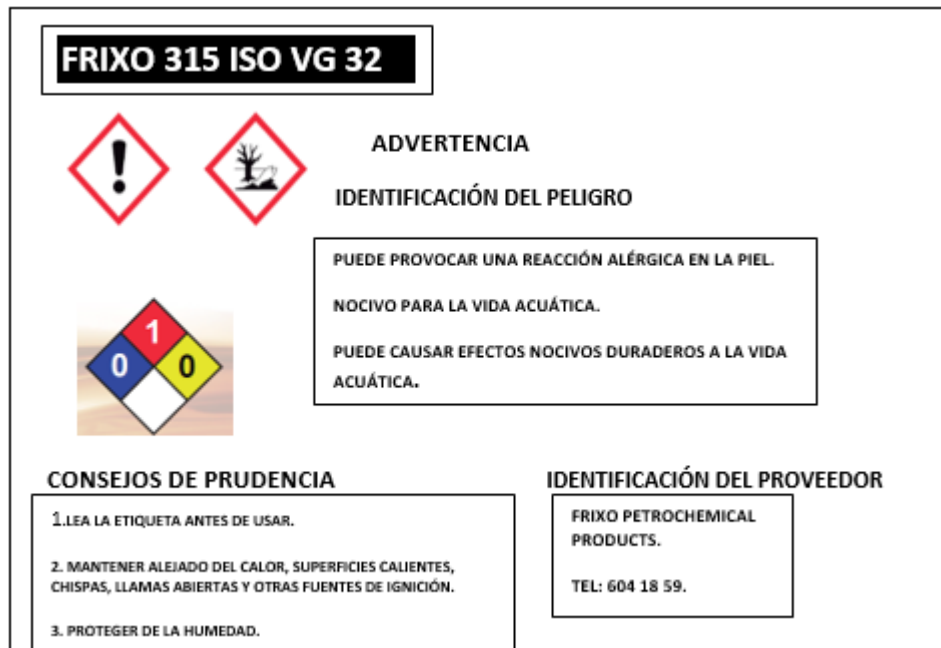 FRIXO 315 ISO VG 32
ADVERTENCIA
IDENTIFICACIÓN DEL PELIGRO
PUEDE PROVOCAR UNA REACCIÓN ALÉRGICA EN LA PIEL.
NOCIVO PARA LA VIDA ACUÁTICA.
PUEDE CAUSAR EFECTOS NOCIVOS DURADEROS A LA VIDA
ACUÁTICA.
1
0
0
CONSEJOS DE PRUDENCIA
1.LEA LA ETIQUETA ANTES DE USAR.
2. MANTENER ALEJADO DEL CALOR, SUPERFICIES CALIENTES,
CHISPAS, LLAMAS ABIERTAS Y OTRAS FUENTES DE IGNICIÓN.
3. PROTEGER DE LA HUMEDAD.
IDENTIFICACIÓN DEL PROVEEDOR
FRIXO PETROCHEMICAL
PRODUCTS.
TEL: 604 18 59.